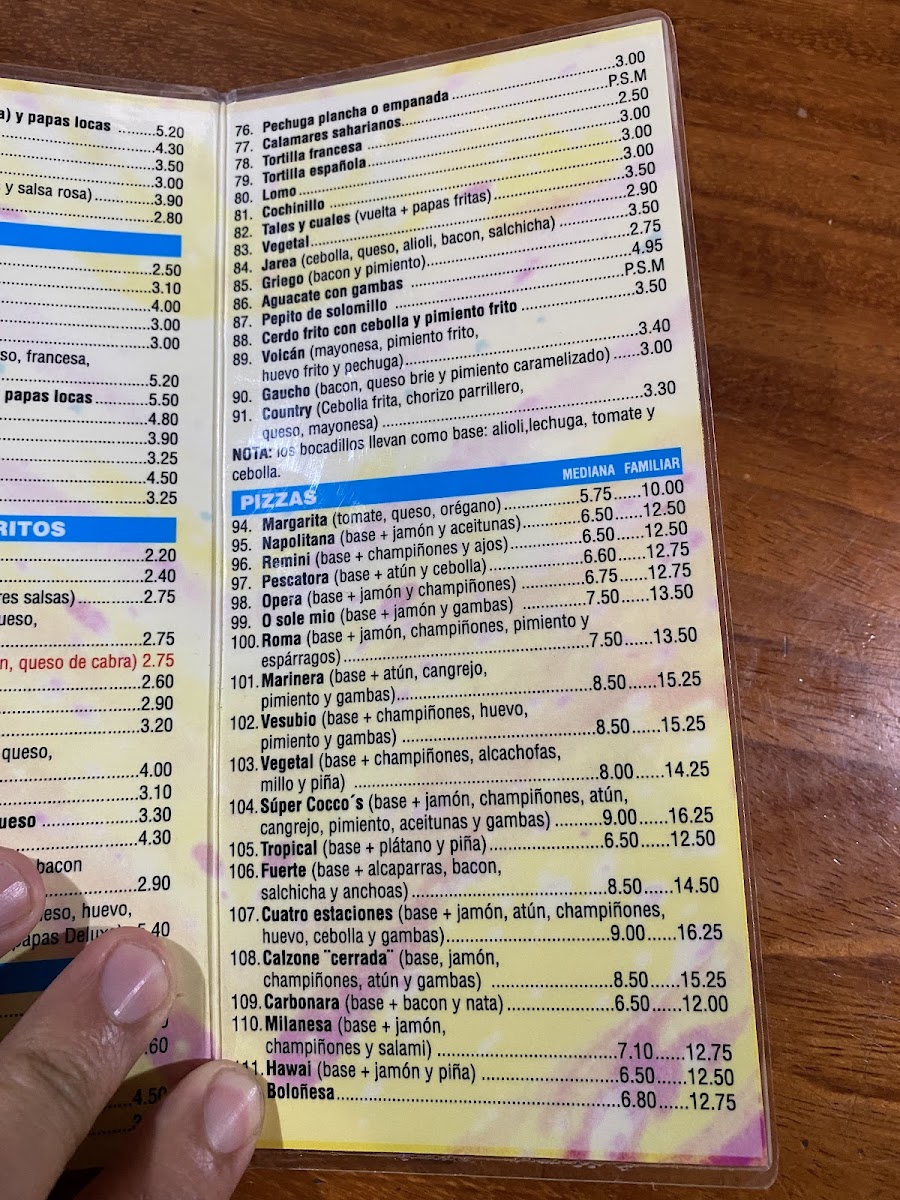 a) y papas locas ..........5.20
4.30
3.50
3.00
y salsa rosa)..............3.90
2.80
2.50
3.10
4.00
3.00
3.00
so, francesa,
5.20
papas locas.............5.50
4.80
3.90
3.25
4.50
3.25
RITOS
2.20
2.40
res salsas)...............2.75
ueso,
2.75
n, queso de cabra) 2.75
2.60
2.90
3.20
queso,
4.00
3.10
ueso ........................3.30
4.30
bacon
2.90
eso, huevo,
papas Deluxe 5.40
.60
4.50
76. Pechuga plancha o empanada ..........3.00
77. Calamares saharianos..........P.S.M
78. Tortilla francesa ..........2.50
79. Tortilla española..........3.00
80. Lomo ..........3.00
81. Cochinillo ..........3.00
82. Tales y cuales (vuelta + papas fritas) ..........3.50
83. Vegetal..........2.90
84. Jarea (cebolla, queso, alioli, bacon, salchicha) ..........3.50
85. Griego (bacon y pimiento)..........2.75
86. Aguacate con gambas ..........4.95
87. Pepito de solomillo ..........P.S.M
88. Cerdo frito con cebolla y pimiento frito ..........3.50
89. Volcán (mayonesa, pimiento frito,
huevo frito y pechuga)..........3.40
90. Gaucho (bacon, queso brie y pimiento caramelizado) ......3.00
91. Country (Cebolla frita, chorizo parrillero,
queso, mayonesa) ..........3.30
NOTA: los bocadillos llevan como base: alioli,lechuga, tomate y
cebolla.
PIZZAS MEDIANA FAMILIAR
94. Margarita (tomate, queso, orégano)..........5.75......10.00
95. Napolitana (base + jamón y aceitunas)..........6.50......12.50
96. Remini (base + champiñones y ajos)..........6.50......12.50
97. Pescatora (base + atún y cebolla)..........6.60......12.75
98. Opera (base + jamón y champiñones) ..........6.75......12.75
99. O sole mio (base + jamón y gambas) ..........7.50......13.50
100. Roma (base + jamón, champiñones, pimiento y
espárragos)..........7.50......13.50
101. Marinera (base + atún, cangrejo,
pimiento y gambas)..........8.50......15.25
102. Vesubio (base + champiñones, huevo,
pimiento y gambas) ..........8.50......15.25
103. Vegetal (base + champiñones, alcachofas,
millo y piña) ..........8.00......14.25
104. Súper Cocco´s (base + jamón, champiñones, atún,
cangrejo, pimiento, aceitunas y gambas) ..........9.00......16.25
105. Tropical (base + plátano y piña)..........6.50......12.50
106. Fuerte (base + alcaparras, bacon,
salchicha y anchoas)..........8.50......14.50
107. Cuatro estaciones (base + jamón, atún, champiñones,
huevo, cebolla y gambas)..........9.00......16.25
108. Calzone ¨cerrada¨ (base, jamón,
champiñones, atún y gambas) ..........8.50......15.25
109. Carbonara (base + bacon y nata)..........6.50......12.00
110. Milanesa (base + jamón,
champiñones y salami) ..........7.10......12.75
11. Hawai (base + jamón y piña) ..........6.50......12.50
Boloñesa..........6.80......12.75